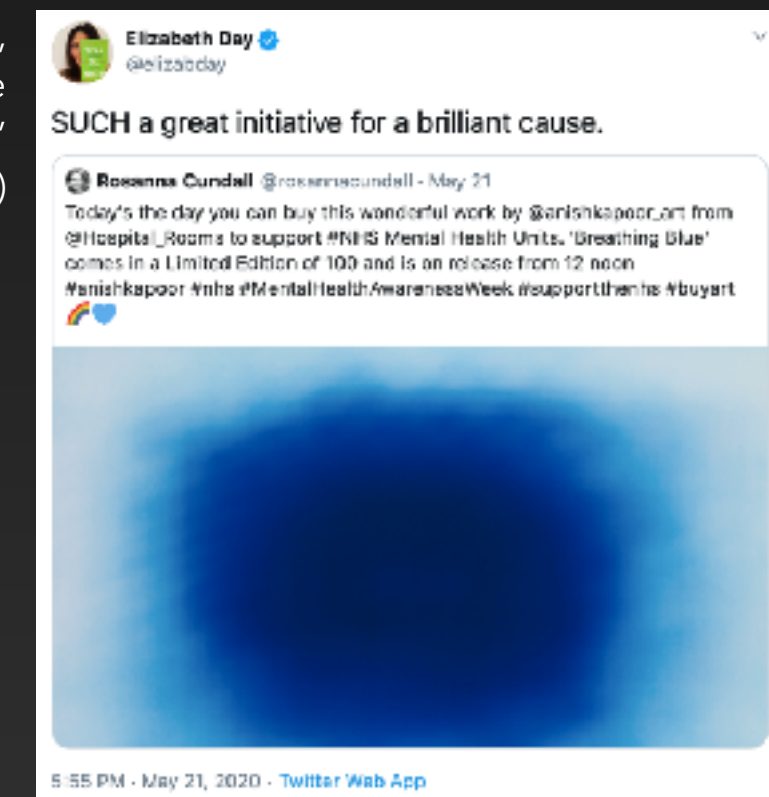 Elizabeth Day
@elizabday
SUCH a great initiative for a brilliant cause.
Rosanna Cundall @rosannacundall · May 21
Today's the day you can buy this wonderful work by @anishkapoor_art from
@Hospital_Rooms to support #NHS Mental Health Units. 'Breathing Blue'
comes in a Limited Edition of 100 and is on release from 12 noon
#anishkapoor #nhs #MentalHealthAwarenessWeek #supportthenhs #buyart
🌈💙
5:55 PM · May 21, 2020 · Twitter Web App